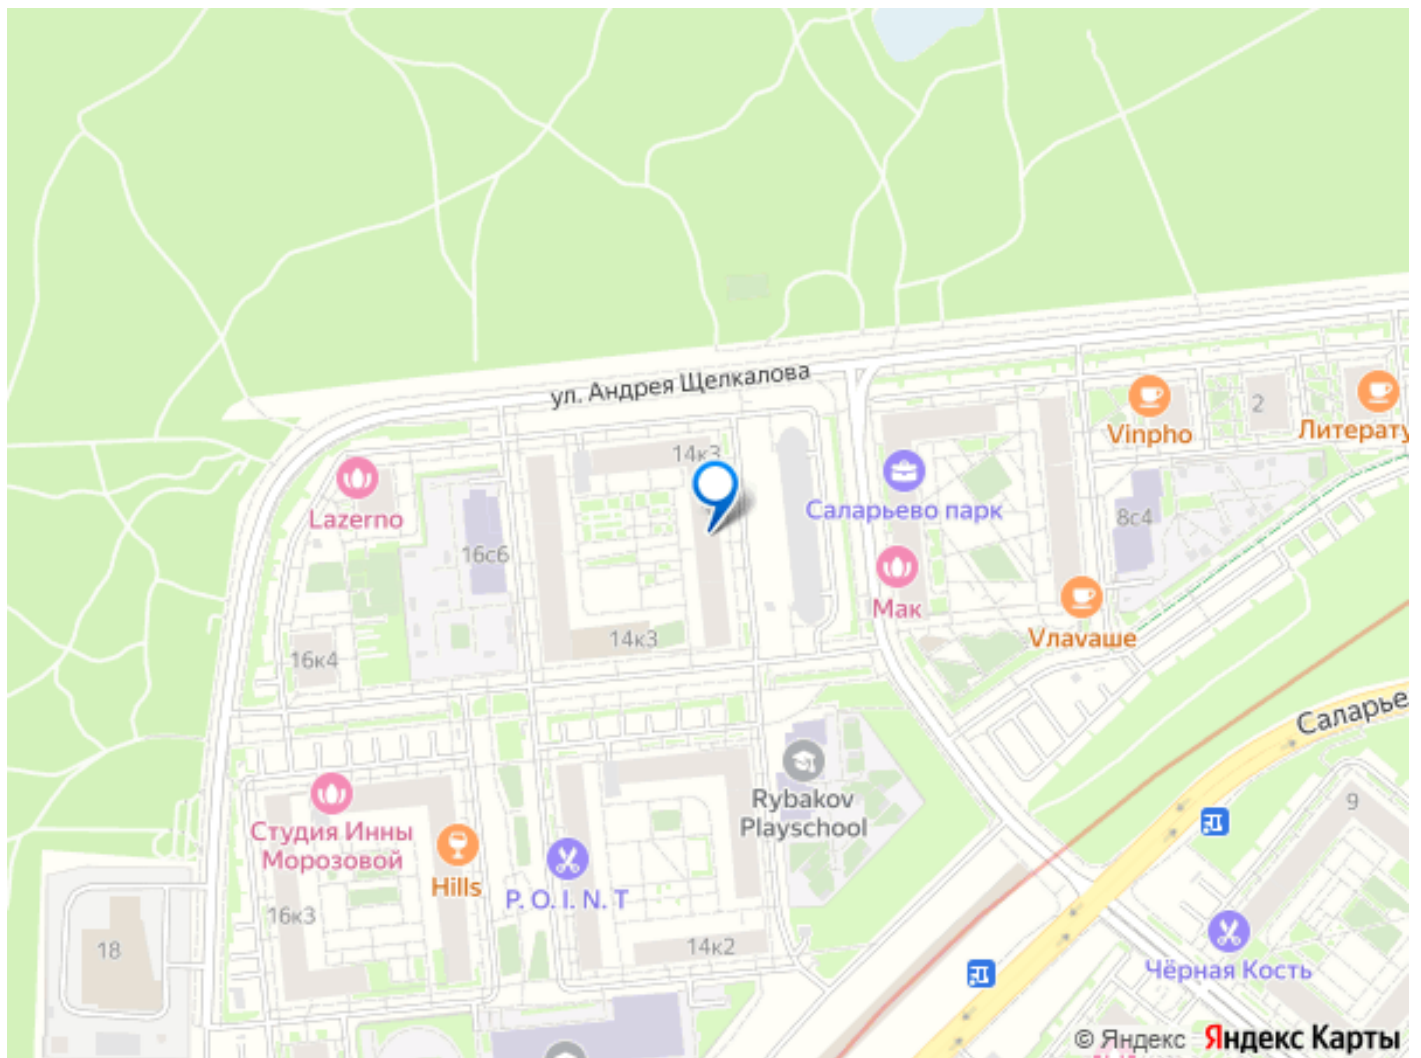 ул. Андрея Щелкалова
Vinpho
2
Литерату
14к3
Lazerno
Саларьево парк
8с4
16с6
Мак
Vлаvаше
14к3
16к4
Саларье
Rybakov
Playschool
9
Студия Инны
Морозовой
Hills
P. O. I. N. T
16к3
18
14к2
Чёрная Кость
© Яндекс Яндекс Карты